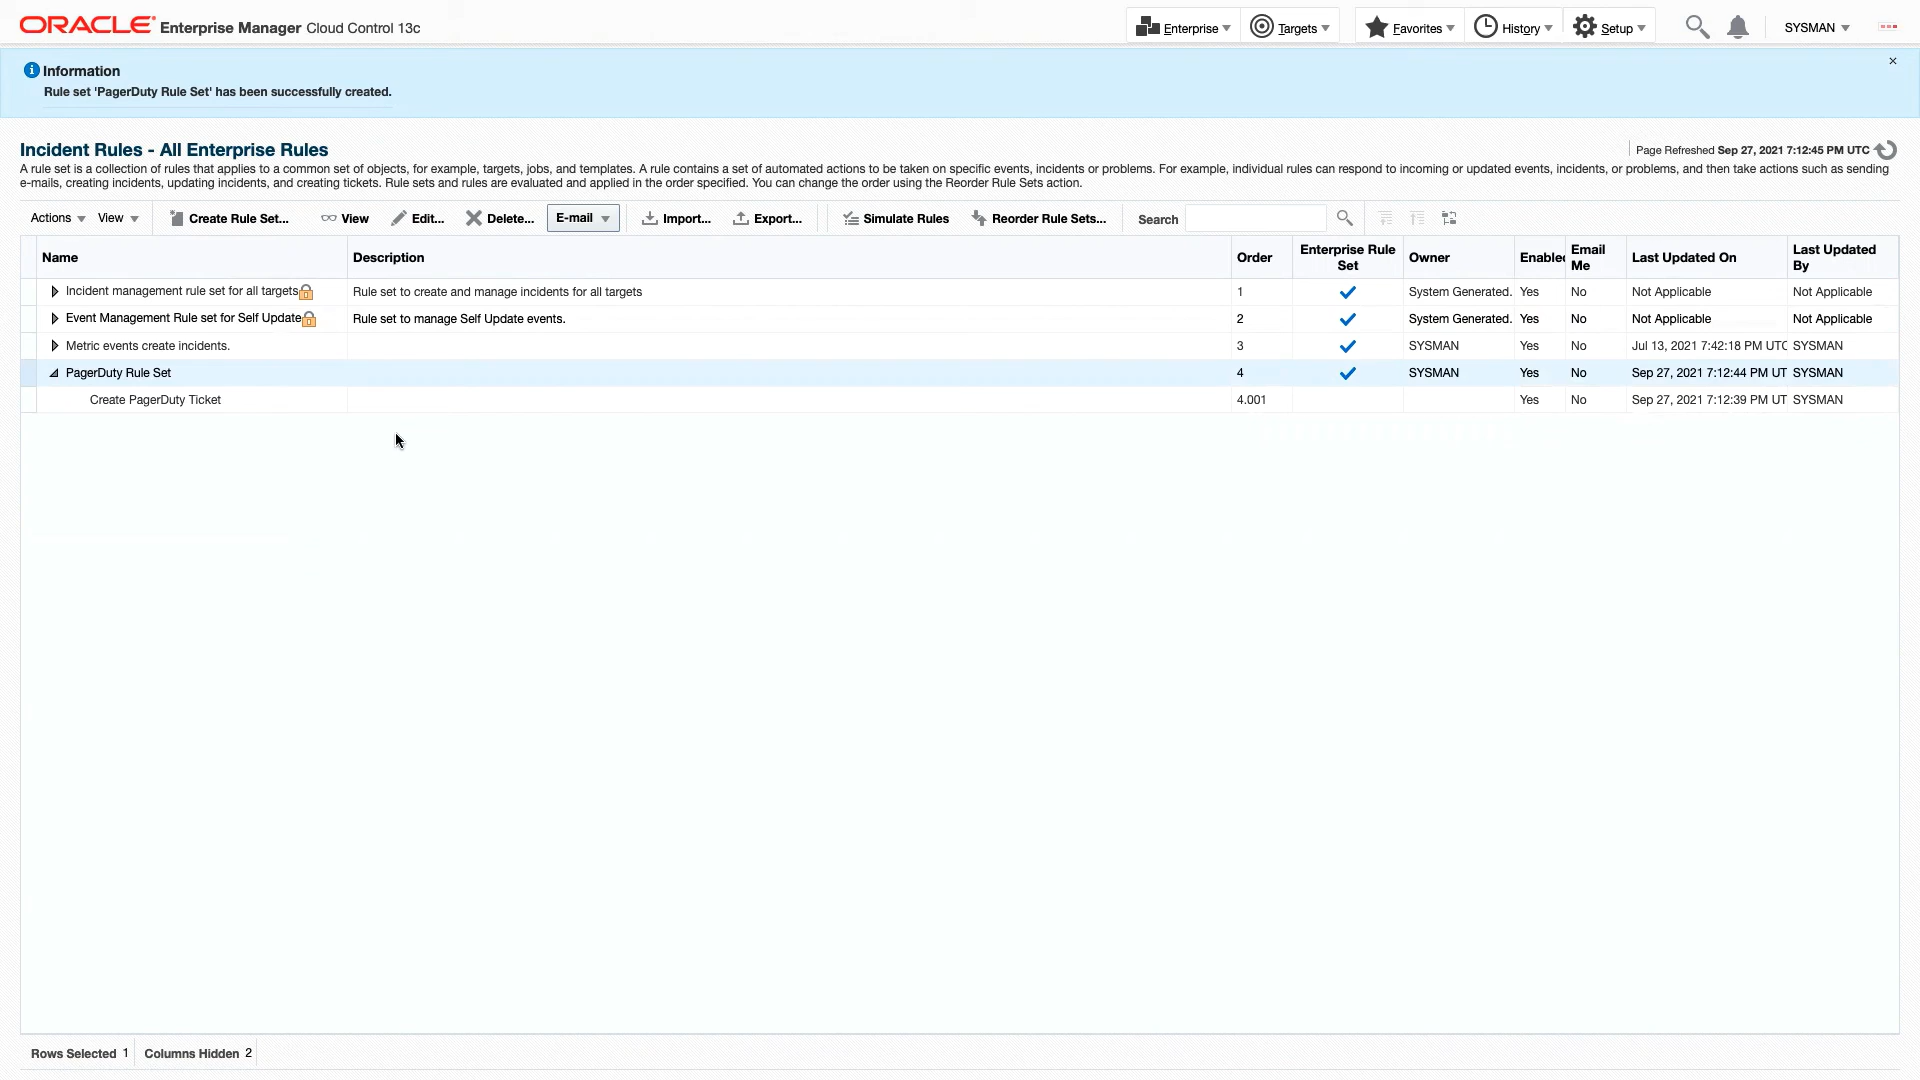 ORACLE Enterprise Manager Cloud Control 13c
Enterprise Targets Favorites History Setup SYSMAN
Information
Rule set 'PagerDuty Rule Set' has been successfully created.
Incident Rules - All Enterprise Rules
Page Refreshed Sep 27, 2021 7:12:45 PM UTC
A rule set is a collection of rules that applies to a common set of objects, for example, targets, jobs, and templates. A rule contains a set of automated actions to be taken on specific events, incidents or problems. For example, individual rules can respond to incoming or updated events, incidents, or problems, and then take actions such as sending
e-mails, creating incidents, updating incidents, and creating tickets. Rule sets and rules are evaluated and applied in the order specified. You can change the order using the Reorder Rule Sets action.
Actions View Create Rule Set... View Edit... Delete... E-mail Import... Export... Simulate Rules Reorder Rule Sets... Search
Name Description Order Enterprise Rule Set Owner Enabled Email Me Last Updated On Last Updated By
Incident management rule set for all targets Rule set to create and manage incidents for all targets 1 System Generated. Yes No Not Applicable Not Applicable
Event Management Rule set for Self Update Rule set to manage Self Update events. 2 System Generated. Yes No Not Applicable Not Applicable
Metric events create incidents. 3 SYSMAN Yes No Jul 13, 2021 7:42:18 PM UTC SYSMAN
PagerDuty Rule Set 4 SYSMAN Yes No Sep 27, 2021 7:12:44 PM UT SYSMAN
Create PagerDuty Ticket 4.001 Yes No Sep 27, 2021 7:12:39 PM UT SYSMAN
Rows Selected 1 Columns Hidden 2